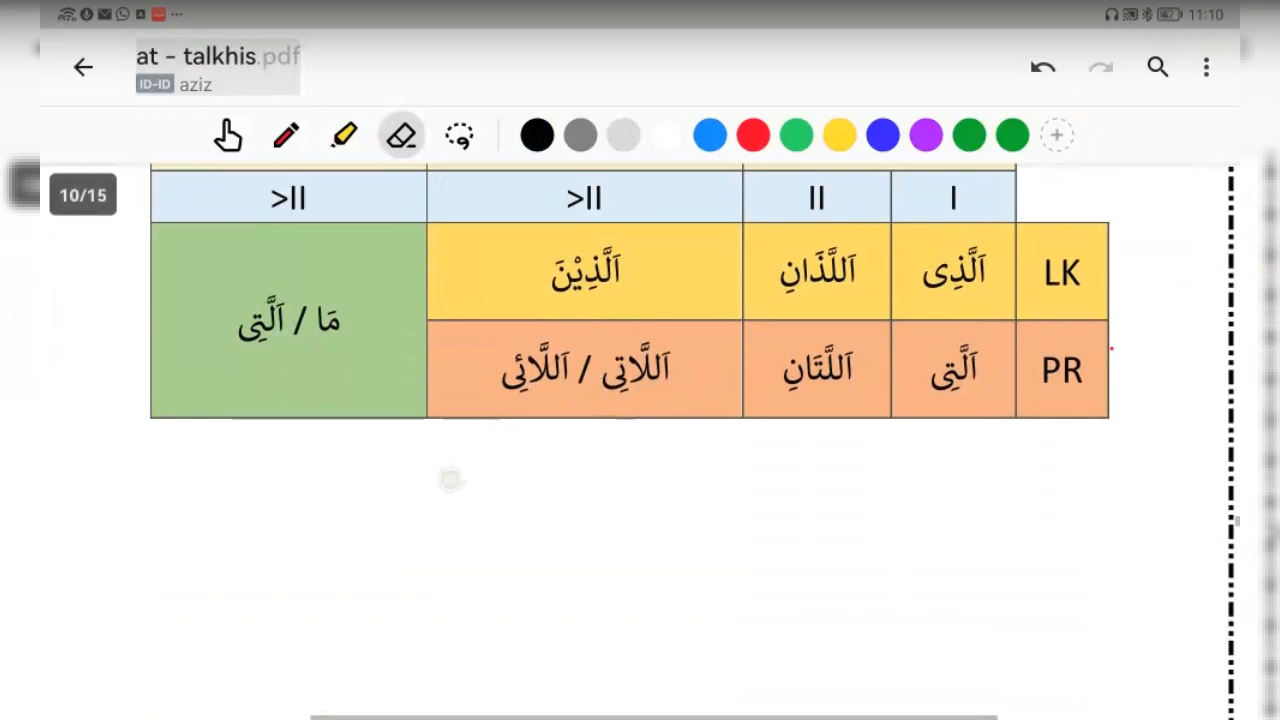 11:10
at - talkhis.pdf
ID-ID aziz
10/15
>II >II II I
اَلَّذِيْنَ اَللَّذَانِ اَلَّذِى LK
مَا / اَلَّتِى
اَللَّاتِى / اَللَّائِى اَللَّتَانِ اَلَّتِى PR